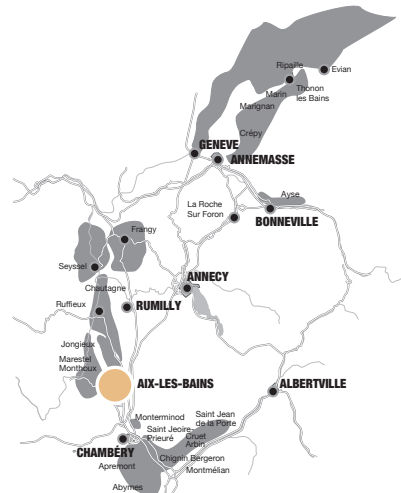 Ripaille
Evian
Marin
Thonon
les Bains
Marignan
Crépy
GENEVE
ANNEMASSE
Ayse
La Roche
Sur Foron
BONNEVILLE
Frangy
Seyssel
ANNECY
Chautagne
Ruffieux
RUMILLY
Jongieux
Marestel
Monthoux
AIX-LES-BAINS
ALBERTVILLE
Monterminod
Saint Jean
de la Porte
Saint Jeoire-
Prieuré
Cruet
Arbin
CHAMBÉRY
Chignin Bergeron
Apremont
Montmélian
Abymes